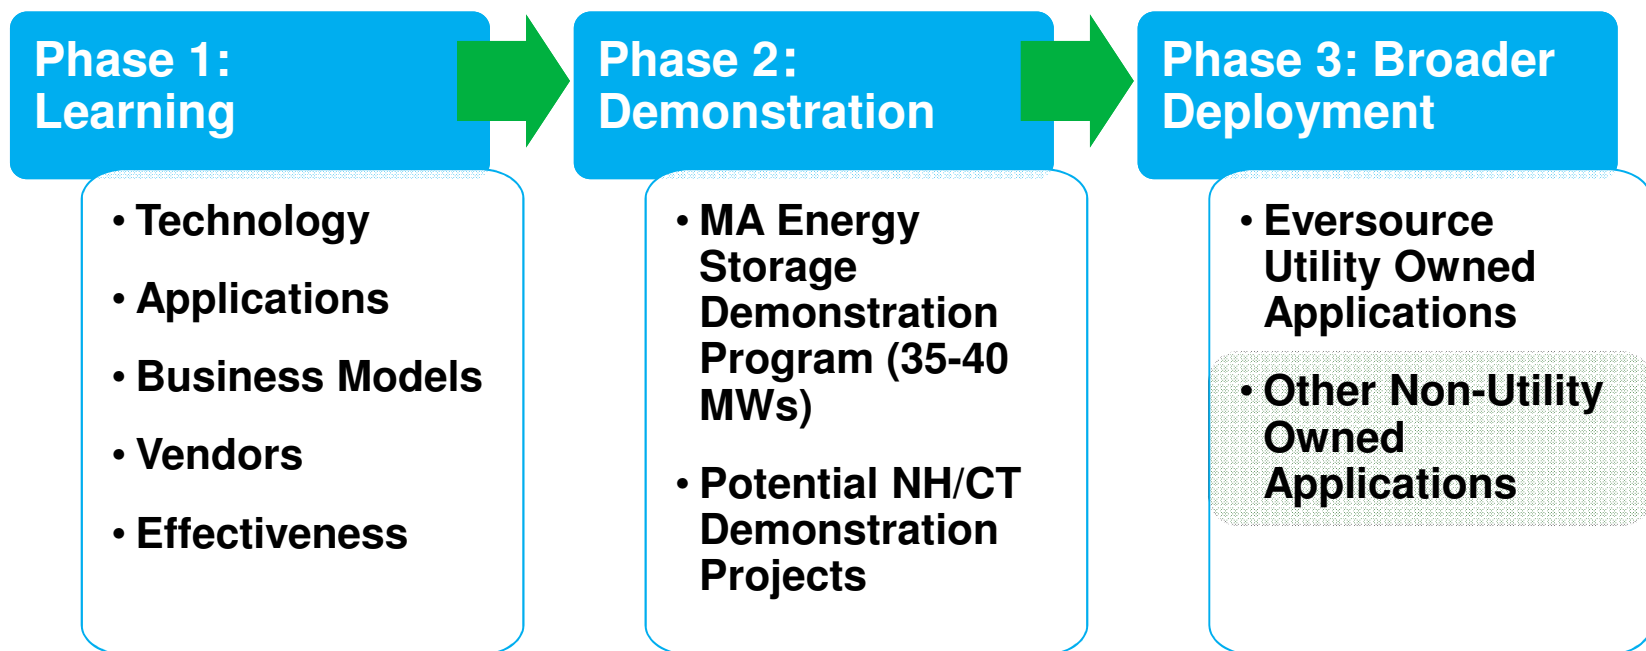 Phase 1:
Learning
• Technology
• Applications
• Business Models
• Vendors
• Effectiveness
Phase 2:
Demonstration
• MA Energy
Storage
Demonstration
Program (35-40
MWs)
• Potential NH/CT
Demonstration
Projects
Phase 3: Broader
Deployment
• Eversource
Utility Owned
Applications
• Other Non-Utility
Owned
Applications